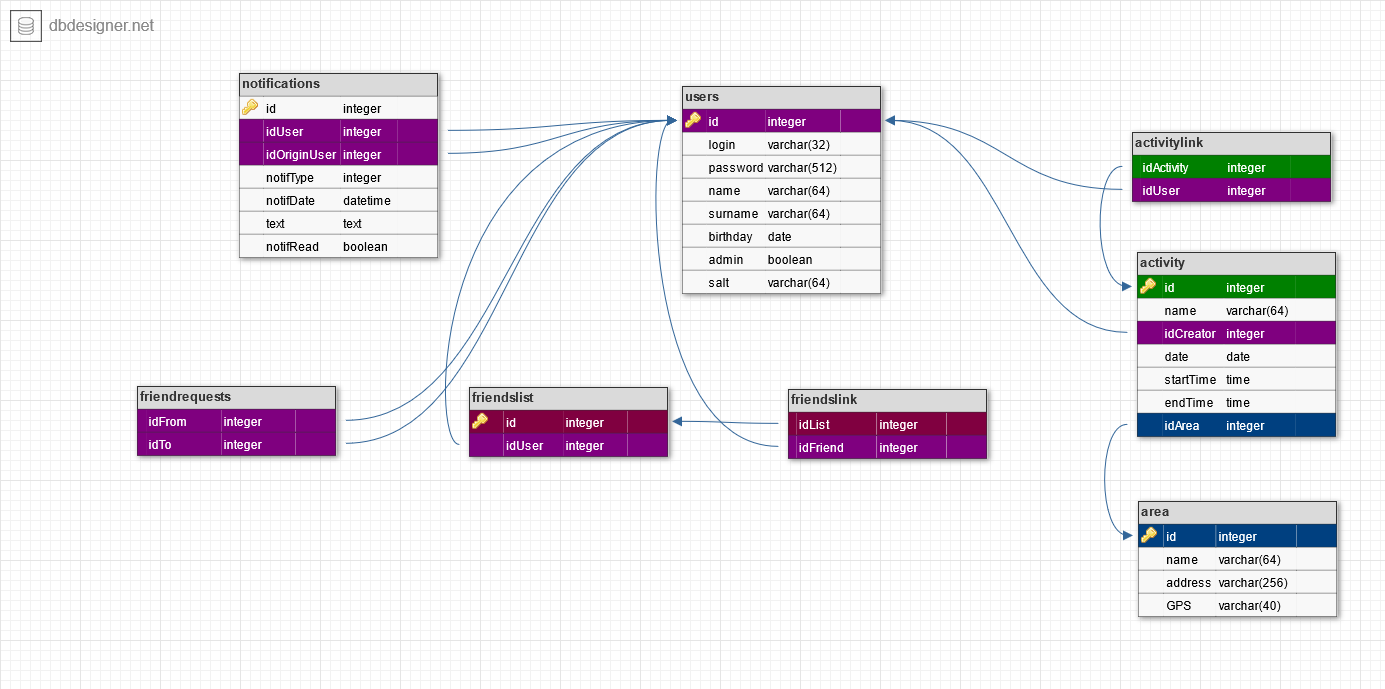 dbdesigner.net
notifications
id integer
idUser integer
idOriginUser integer
notifType integer
notifDate datetime
text text
notifRead boolean
users
id integer
login varchar(32)
password varchar(512)
name varchar(64)
surname varchar(64)
birthday date
admin boolean
salt varchar(64)
activitylink
idActivity integer
idUser integer
activity
id integer
name varchar(64)
idCreator integer
date date
startTime time
endTime time
idArea integer
friendrequests
idFrom integer
idTo integer
friendslist
id integer
idUser integer
friendslink
idList integer
idFriend integer
area
id integer
name varchar(64)
address varchar(256)
GPS varchar(40)